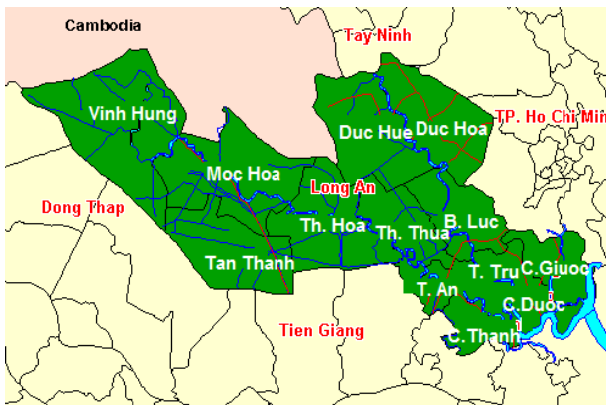 Cambodia
Tay Ninh
Vinh Hung
TP. Ho Chi Min
Duc Hue
Duc Hoa
Moc Hoa
Long An
Dong Thap
B. Luc
Th. Hoa
Th. Thua
Tan Thanh
T. Tru
C.Giuoc
T. An
C.Duoc
Tien Giang
C.Thanh